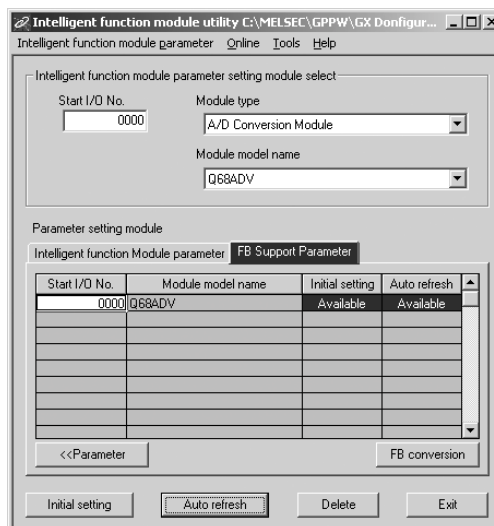 Intelligent function module utility C:\MELSEC\GPPW\GX Donfigur...
Intelligent function module parameter Online Tools Help
Intelligent function module parameter setting module select
Start I/O No. Module type
0000 A/D Conversion Module
Module model name
Q68ADV
Parameter setting module
Intelligent function Module parameter FB Support Parameter
Start I/O No. Module model name Initial setting Auto refresh
0000 Q68ADV Available Available
<<Parameter FB conversion
Initial setting Auto refresh Delete Exit